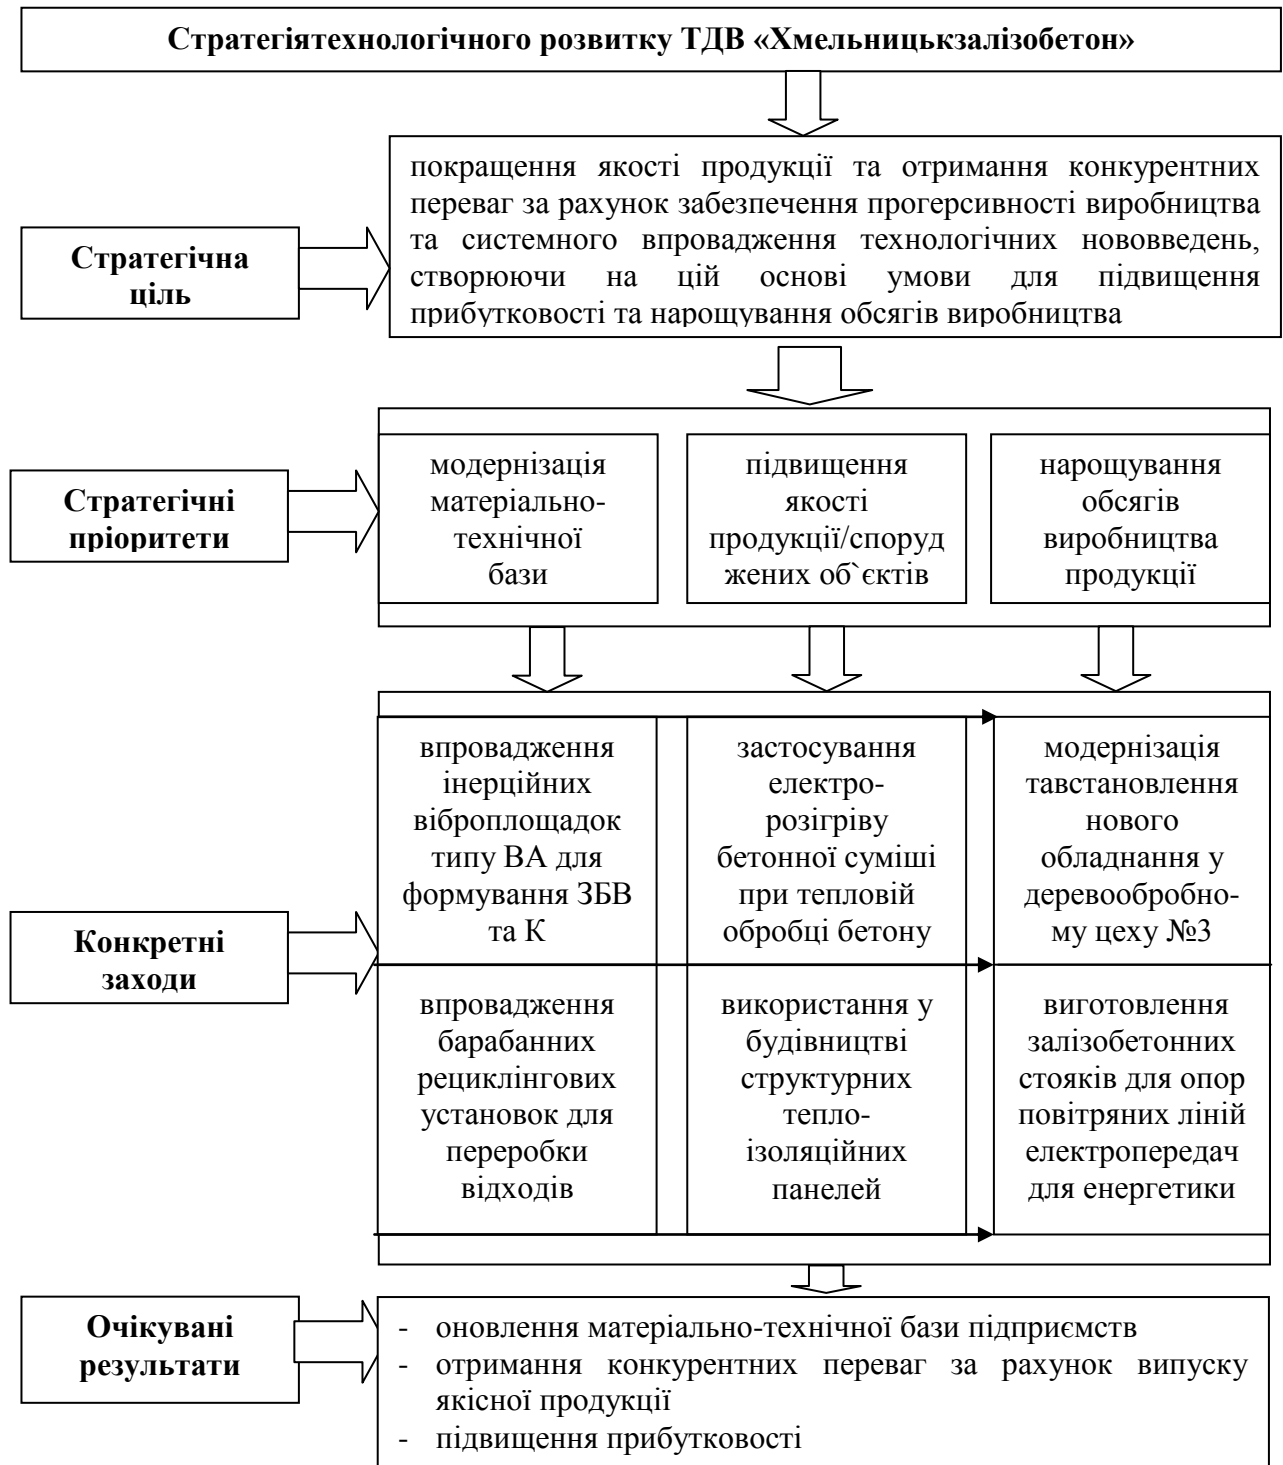 Стратегіятехнологічного розвитку ТДВ «Хмельницькзалізобетон»
Стратегічна
ціль
покращення якості продукції та отримання конкурентних
переваг за рахунок забезпечення прогерсивності виробництва
та системного впровадження технологічних нововведень,
створюючи на цій основі умови для підвищення
прибутковості та нарощування обсягів виробництва
Стратегічні
пріоритети
модернізація
матеріально-
технічної
бази
підвищення
якості
продукції/споруд
жених об`єктів
нарощування
обсягів
виробництва
продукції
Конкретні
заходи
впровадження
інерційних
віброплощадок
типу ВА для
формування ЗБВ
та К
застосування
електро-
розігріву
бетонної суміші
при тепловій
обробці бетону
модернізація
тавстановлення
нового
обладнання у
деревообробно-
му цеху №3
впровадження
барабанних
рециклінгових
установок для
переробки
відходів
використання у
будівництві
структурних
тепло-
ізоляційних
панелей
виготовлення
залізобетонних
стояків для опор
повітряних ліній
електропередач
для енергетики
Очікувані
результати
- оновлення матеріально-технічної бази підприємств
- отримання конкурентних переваг за рахунок випуску
якісної продукції
- підвищення прибутковості